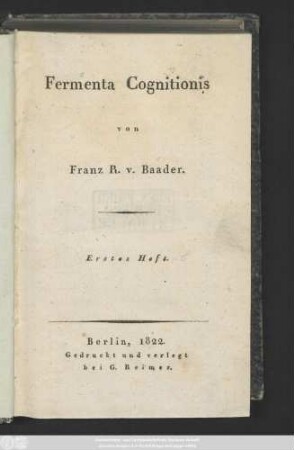 Fermenta Cognitionis
von
Franz R. v. Baader.
Erstes Heft.
Berlin, 1822
Gedruckt und verlegt
bei G. Reimer.